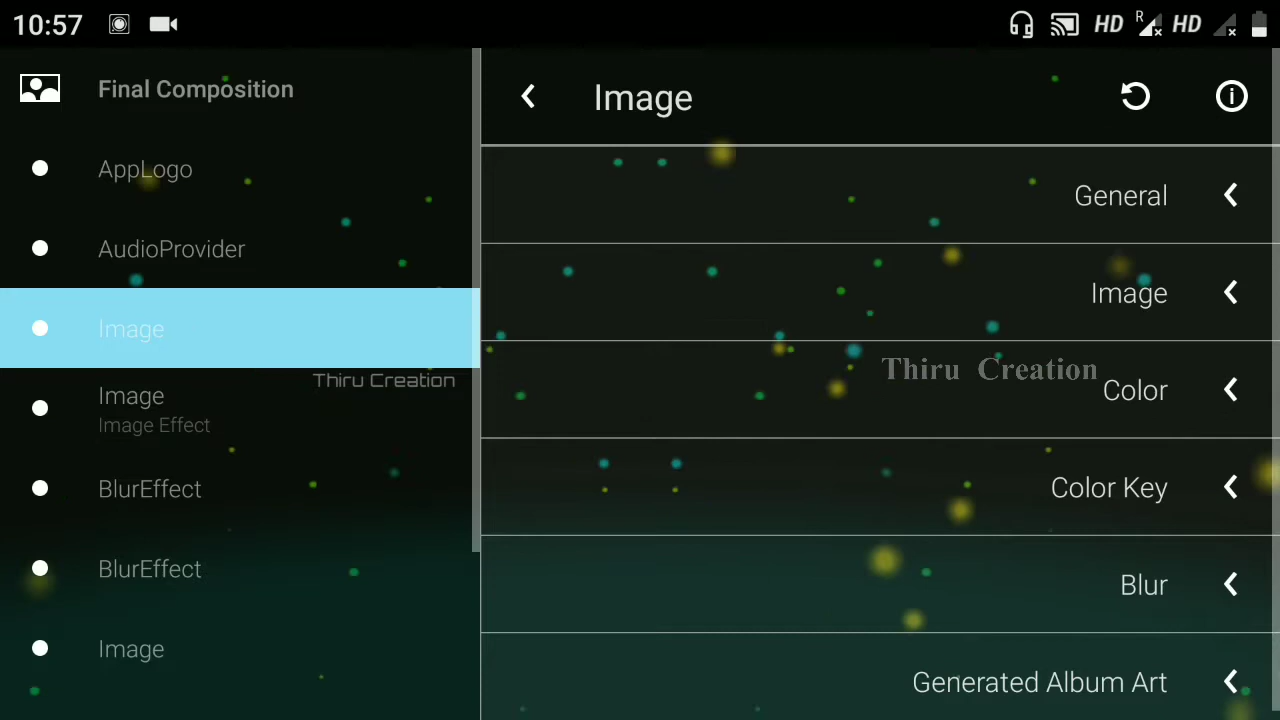 10:57
HD R HD
Final Composition
AppLogo
AudioProvider
Image
Image
Image Effect
BlurEffect
BlurEffect
Image
Thiru Creation
Image
General
Image
Thiru Creation
Color
Color Key
Blur
Generated Album Art